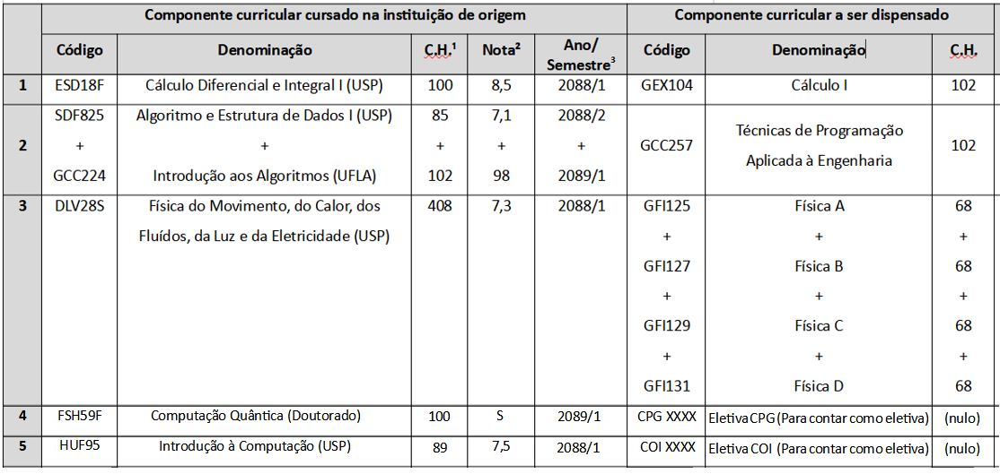 Componente curricular cursado na instituição de origem Componente curricular a ser dispensado
Código Denominação C.H.¹ Nota² Ano/ Semestre³ Código Denominação C.H.
1 ESD18F Cálculo Diferencial e Integral I (USP) 100 8,5 2088/1 GEX104 Cálculo I 102
2 SDF825 Algoritmo e Estrutura de Dados I (USP) 85 7,1 2088/2 GCC257 Técnicas de Programação 102
+ + + + + Aplicada à Engenharia
GCC224 Introdução aos Algoritmos (UFLA) 102 98 2089/1
3 DLV28S Física do Movimento, do Calor, dos 408 7,3 2088/1 GFI125 Física A 68
Fluídos, da Luz e da Eletricidade (USP) + + +
GFI127 Física B 68
+ + +
GFI129 Física C 68
+ + +
GFI131 Física D 68
4 FSH59F Computação Quântica (Doutorado) 100 S 2089/1 CPG XXXX Eletiva CPG (Para contar como eletiva) (nulo)
5 HUF95 Introdução à Computação (USP) 89 7,5 2088/1 COI XXXX Eletiva COI (Para contar como eletiva) (nulo)